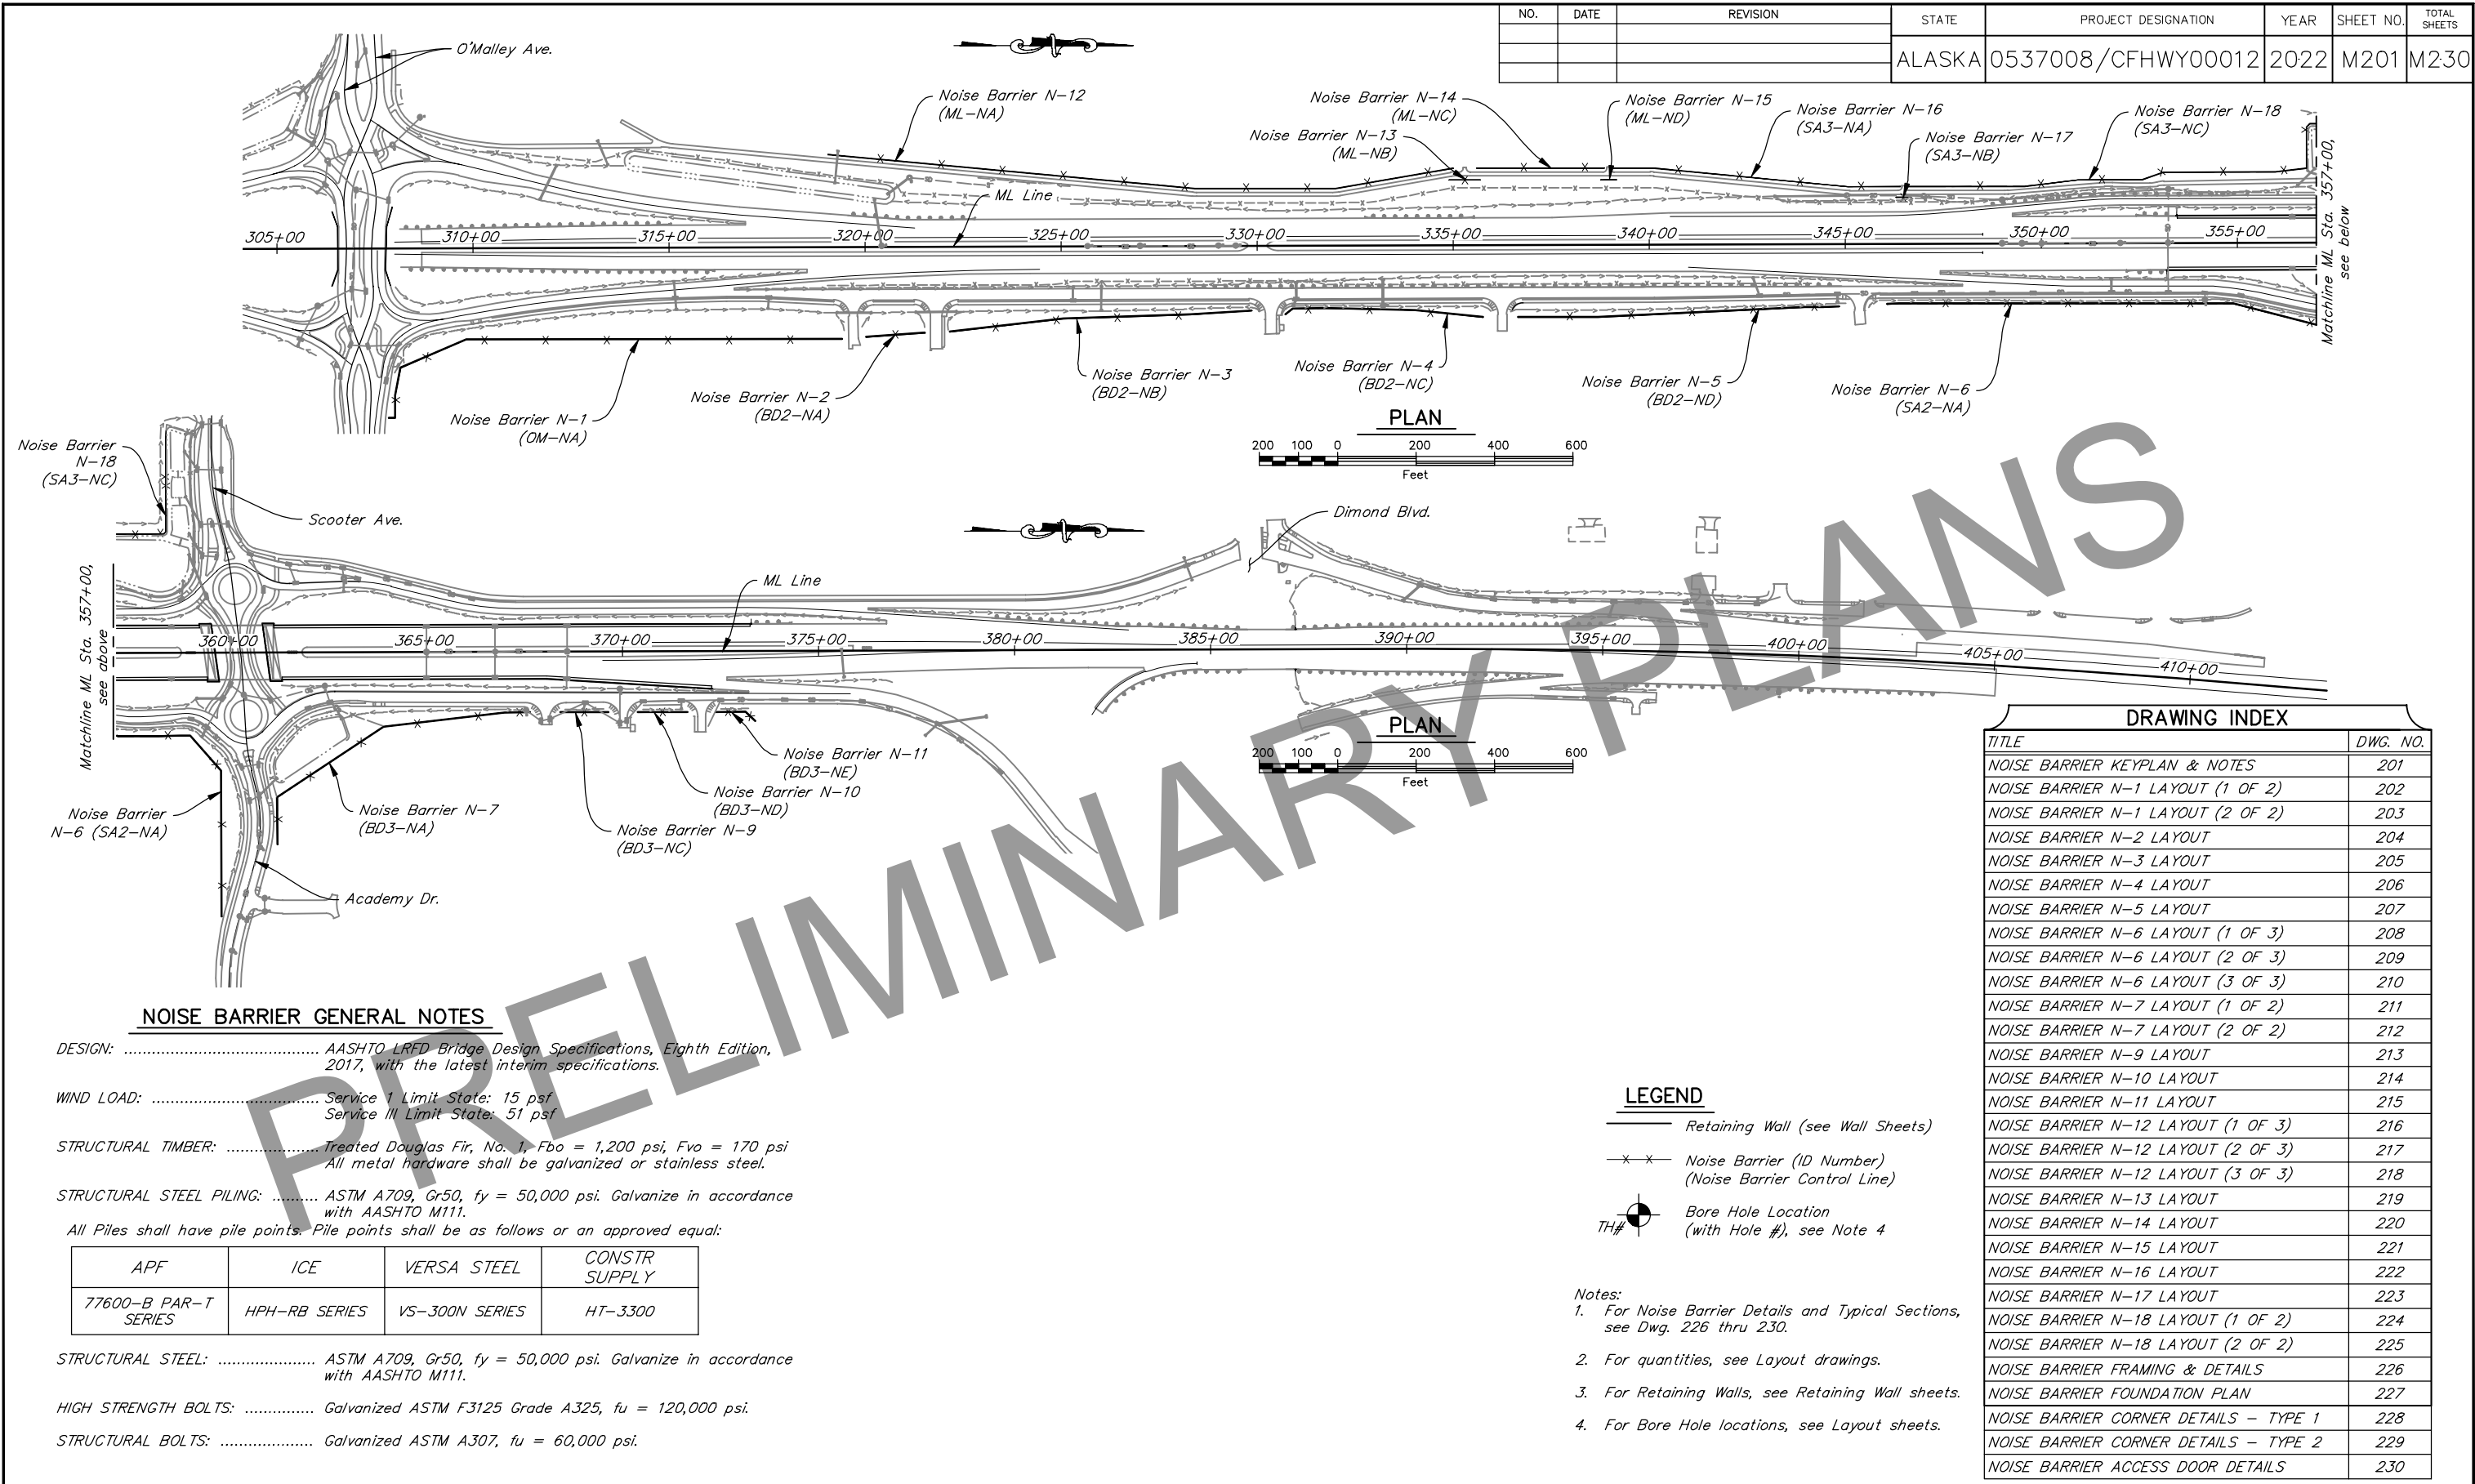 NO. DATE REVISION STATE PROJECT DESIGNATION YEAR SHEET NO. TOTAL SHEETS
ALASKA 0537008/CFHWY00012 2022 M201 M230
O'Malley Ave.
Noise Barrier N-12
(ML-NA)
Noise Barrier N-14
(ML-NC)
Noise Barrier N-13
(ML-NB)
Noise Barrier N-15
(ML-ND)
Noise Barrier N-16
(SA3-NA)
Noise Barrier N-17
(SA3-NB)
Noise Barrier N-18
(SA3-NC)
ML Line
305+00 310+00 315+00 320+00 325+00 330+00 335+00 340+00 345+00 350+00 355+00
Matchline ML Sta. 357+00,
see below
Noise Barrier N-1
(OM-NA)
Noise Barrier N-2
(BD2-NA)
Noise Barrier N-3
(BD2-NB)
Noise Barrier N-4
(BD2-NC)
Noise Barrier N-5
(BD2-ND)
Noise Barrier N-6
(SA2-NA)
PLAN
200 100 0 200 400 600
Feet
Noise Barrier
N-18
(SA3-NC)
Scooter Ave.
Dimond Blvd.
ML Line
Matchline ML Sta. 357+00,
see above
360+00 365+00 370+00 375+00 380+00 385+00 390+00 395+00 400+00 405+00 410+00
Noise Barrier N-11
(BD3-NE)
Noise Barrier N-10
(BD3-ND)
Noise Barrier N-9
(BD3-NC)
Noise Barrier N-7
(BD3-NA)
Noise Barrier
N-6 (SA2-NA)
Academy Dr.
PLAN
200 100 0 200 400 600
Feet
PRELIMINARY PLANS
NOISE BARRIER GENERAL NOTES
DESIGN: ........ AASHTO LRFD Bridge Design Specifications, Eighth Edition,
2017, with the latest interim specifications.
WIND LOAD: ........ Service 1 Limit State: 15 psf
Service III Limit State: 51 psf
STRUCTURAL TIMBER: ........ Treated Douglas Fir, No. 1, Fbo = 1,200 psi, Fvo = 170 psi
All metal hardware shall be galvanized or stainless steel.
STRUCTURAL STEEL PILING: ........ ASTM A709, Gr50, fy = 50,000 psi. Galvanize in accordance
with AASHTO M111.
All Piles shall have pile points. Pile points shall be as follows or an approved equal:
APF ICE VERSA STEEL CONSTR SUPPLY
77600-B PAR-T SERIES HPH-RB SERIES VS-300N SERIES HT-3300
STRUCTURAL STEEL: ........ ASTM A709, Gr50, fy = 50,000 psi. Galvanize in accordance
with AASHTO M111.
HIGH STRENGTH BOLTS: ........ Galvanized ASTM F3125 Grade A325, fu = 120,000 psi.
STRUCTURAL BOLTS: ........ Galvanized ASTM A307, fu = 60,000 psi.
LEGEND
Retaining Wall (see Wall Sheets)
Noise Barrier (ID Number)
(Noise Barrier Control Line)
TH# Bore Hole Location
(with Hole #), see Note 4
Notes:
1. For Noise Barrier Details and Typical Sections,
see Dwg. 226 thru 230.
2. For quantities, see Layout drawings.
3. For Retaining Walls, see Retaining Wall sheets.
4. For Bore Hole locations, see Layout sheets.
DRAWING INDEX
TITLE DWG. NO.
NOISE BARRIER KEYPLAN & NOTES 201
NOISE BARRIER N-1 LAYOUT (1 OF 2) 202
NOISE BARRIER N-1 LAYOUT (2 OF 2) 203
NOISE BARRIER N-2 LAYOUT 204
NOISE BARRIER N-3 LAYOUT 205
NOISE BARRIER N-4 LAYOUT 206
NOISE BARRIER N-5 LAYOUT 207
NOISE BARRIER N-6 LAYOUT (1 OF 3) 208
NOISE BARRIER N-6 LAYOUT (2 OF 3) 209
NOISE BARRIER N-6 LAYOUT (3 OF 3) 210
NOISE BARRIER N-7 LAYOUT (1 OF 2) 211
NOISE BARRIER N-7 LAYOUT (2 OF 2) 212
NOISE BARRIER N-9 LAYOUT 213
NOISE BARRIER N-10 LAYOUT 214
NOISE BARRIER N-11 LAYOUT 215
NOISE BARRIER N-12 LAYOUT (1 OF 3) 216
NOISE BARRIER N-12 LAYOUT (2 OF 3) 217
NOISE BARRIER N-12 LAYOUT (3 OF 3) 218
NOISE BARRIER N-13 LAYOUT 219
NOISE BARRIER N-14 LAYOUT 220
NOISE BARRIER N-15 LAYOUT 221
NOISE BARRIER N-16 LAYOUT 222
NOISE BARRIER N-17 LAYOUT 223
NOISE BARRIER N-18 LAYOUT (1 OF 2) 224
NOISE BARRIER N-18 LAYOUT (2 OF 2) 225
NOISE BARRIER FRAMING & DETAILS 226
NOISE BARRIER FOUNDATION PLAN 227
NOISE BARRIER CORNER DETAILS - TYPE 1 228
NOISE BARRIER CORNER DETAILS - TYPE 2 229
NOISE BARRIER ACCESS DOOR DETAILS 230